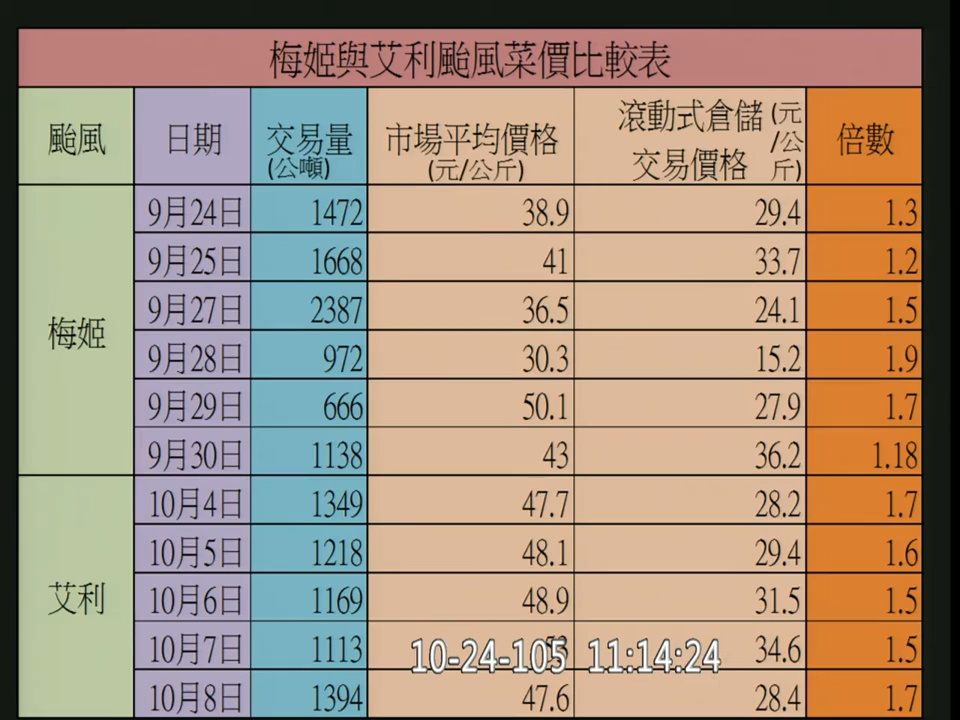 梅姬與艾利颱風菜價比較表
颱風 日期 交易量(公噸) 市場平均價格(元/公斤) 滾動式倉儲交易價格(元/公斤) 倍數
梅姬 9月24日 1472 38.9 29.4 1.3
9月25日 1668 41 33.7 1.2
9月27日 2387 36.5 24.1 1.5
9月28日 972 30.3 15.2 1.9
9月29日 666 50.1 27.9 1.7
9月30日 1138 43 36.2 1.18
艾利 10月4日 1349 47.7 28.2 1.7
10月5日 1218 48.1 29.4 1.6
10月6日 1169 48.9 31.5 1.5
10月7日 1113 34.6 1.5
10-24-105 11:14:24
10月8日 1394 47.6 28.4 1.7